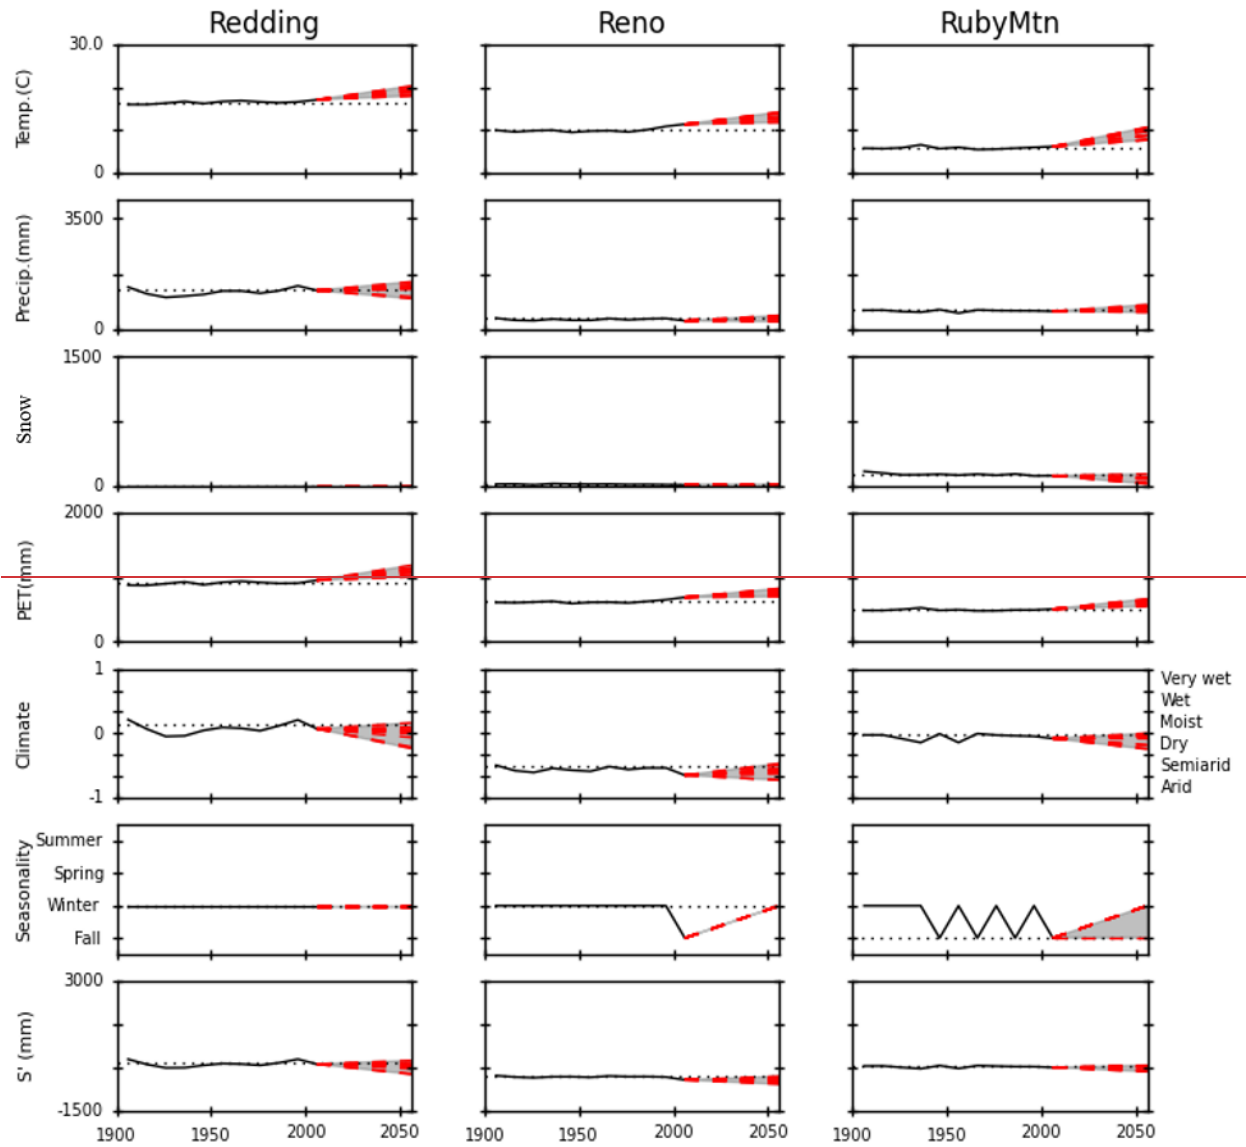 Redding Reno RubyMtn
30.0
Temp.(C)
0
3500
Precip.(mm)
0
1500
Snow
0
2000
PET(mm)
0
1
Climate
0
-1
Very wet
Wet
Moist
Dry
Semiarid
Arid
Seasonality
Summer
Spring
Winter
Fall
3000
S' (mm)
-1500
1900 1950 2000 2050 1900 1950 2000 2050 1900 1950 2000 2050